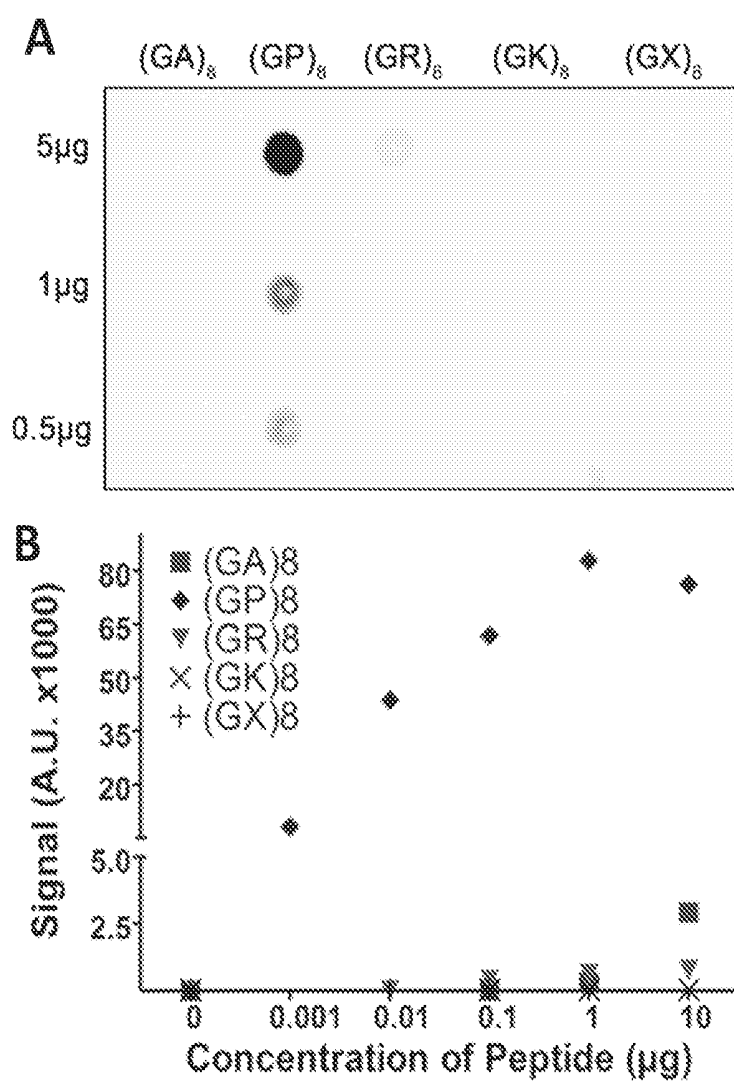 A
(GA)₈ (GP)₈ (GR)₈ (GK)₈ (GX)₈
5µg
1µg
0.5µg
B
(GA)8
(GP)8
(GR)8
(GK)8
(GX)8
80
65
50
35
20
5.0
2.5
Signal (A.U. x1000)
0 0.001 0.01 0.1 1 10
Concentration of Peptide (µg)